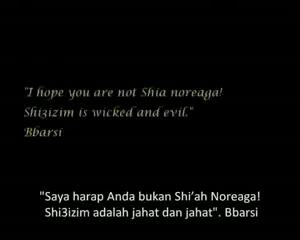 "I hope you are not Shia noreaga!
Shi3izim is wicked and evil."
Bbarsi
"Saya harap Anda bukan Shi'ah Noreaga!
Shi3izim adalah jahat dan jahat". Bbarsi